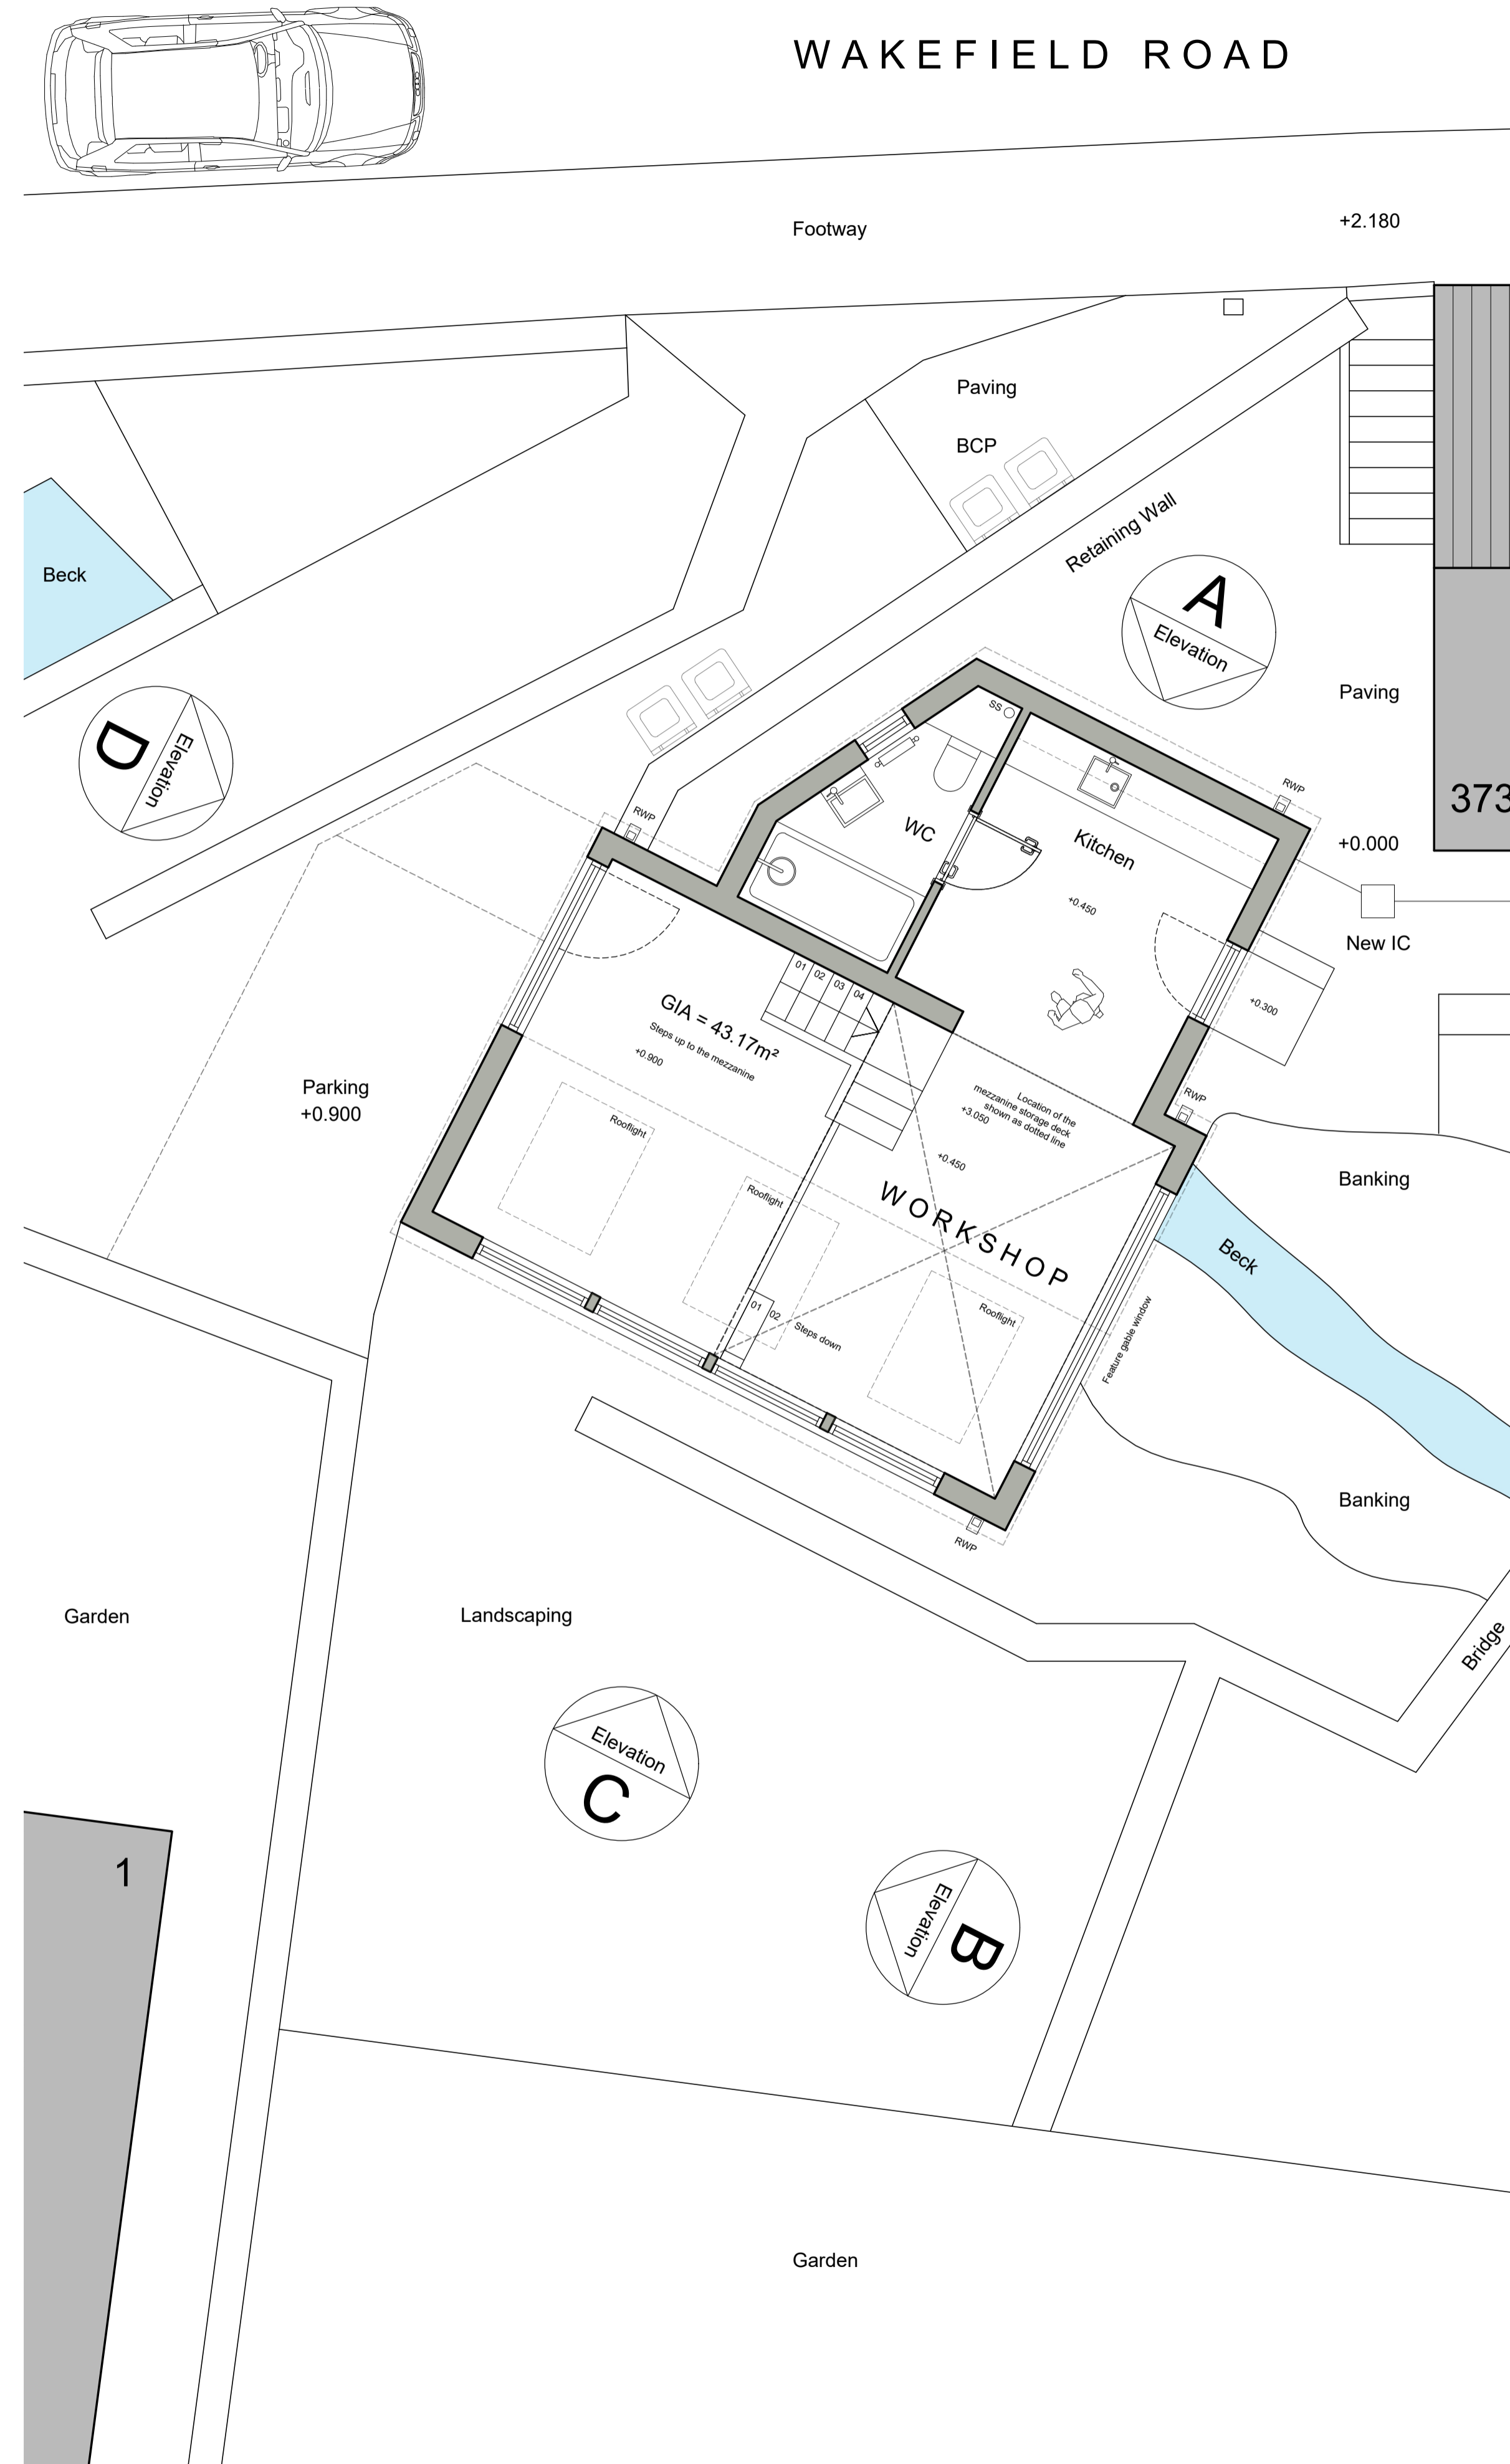 WAKEFIELD ROAD
Footway
+2.180
Paving
BCP
Retaining Wall
Beck
A
Elevation
D
Elevation
Paving
SS
RWP
RWP
WC
Kitchen
373
+0.000
+0.450
New IC
01
02
03
04
+0.300
GIA = 43.17m²
Steps up to the mezzanine
+0.900
Parking
+0.900
Rooflight
Location of the
mezzanine storage deck
shown as dotted line
+3.050
RWP
+0.450
Banking
Rooflight
WORKSHOP
Beck
01
02
Steps down
Rooflight
Feature gable window
Banking
RWP
Garden
Landscaping
Bridge
Elevation
C
1
Elevation
B
Garden